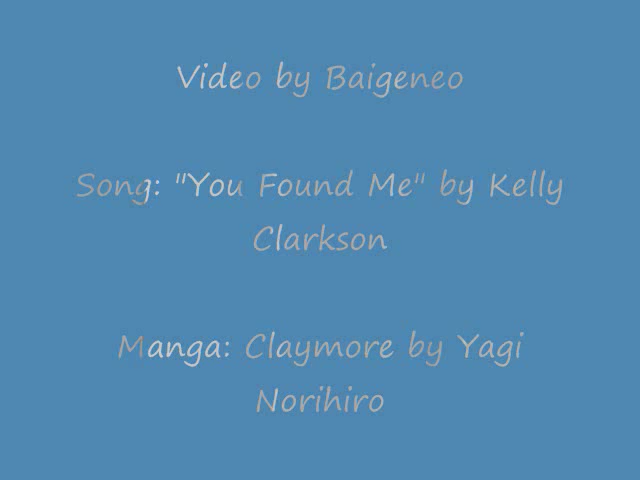 Video by Baigeneo
Song: "You Found Me" by Kelly
Clarkson
Manga: Claymore by Yagi
Norihiro